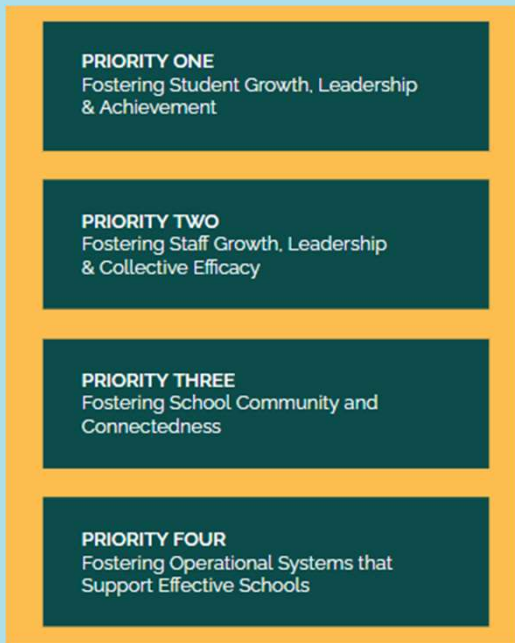 PRIORITY ONE
Fostering Student Growth, Leadership
& Achievement
PRIORITY TWO
Fostering Staff Growth, Leadership
& Collective Efficacy
PRIORITY THREE
Fostering School Community and
Connectedness
PRIORITY FOUR
Fostering Operational Systems that
Support Effective Schools